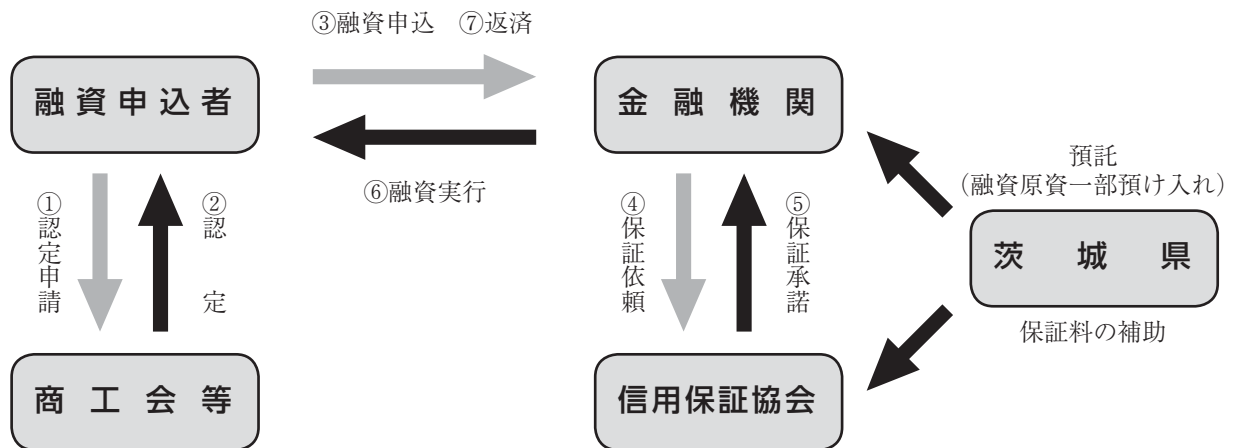 ③融資申込　⑦返済
融資申込者
金融機関
⑥融資実行
預託
（融資原資一部預け入れ）
①認定申請
②認定
④保証依頼
⑤保証承諾
茨城県
保証料の補助
商工会等
信用保証協会